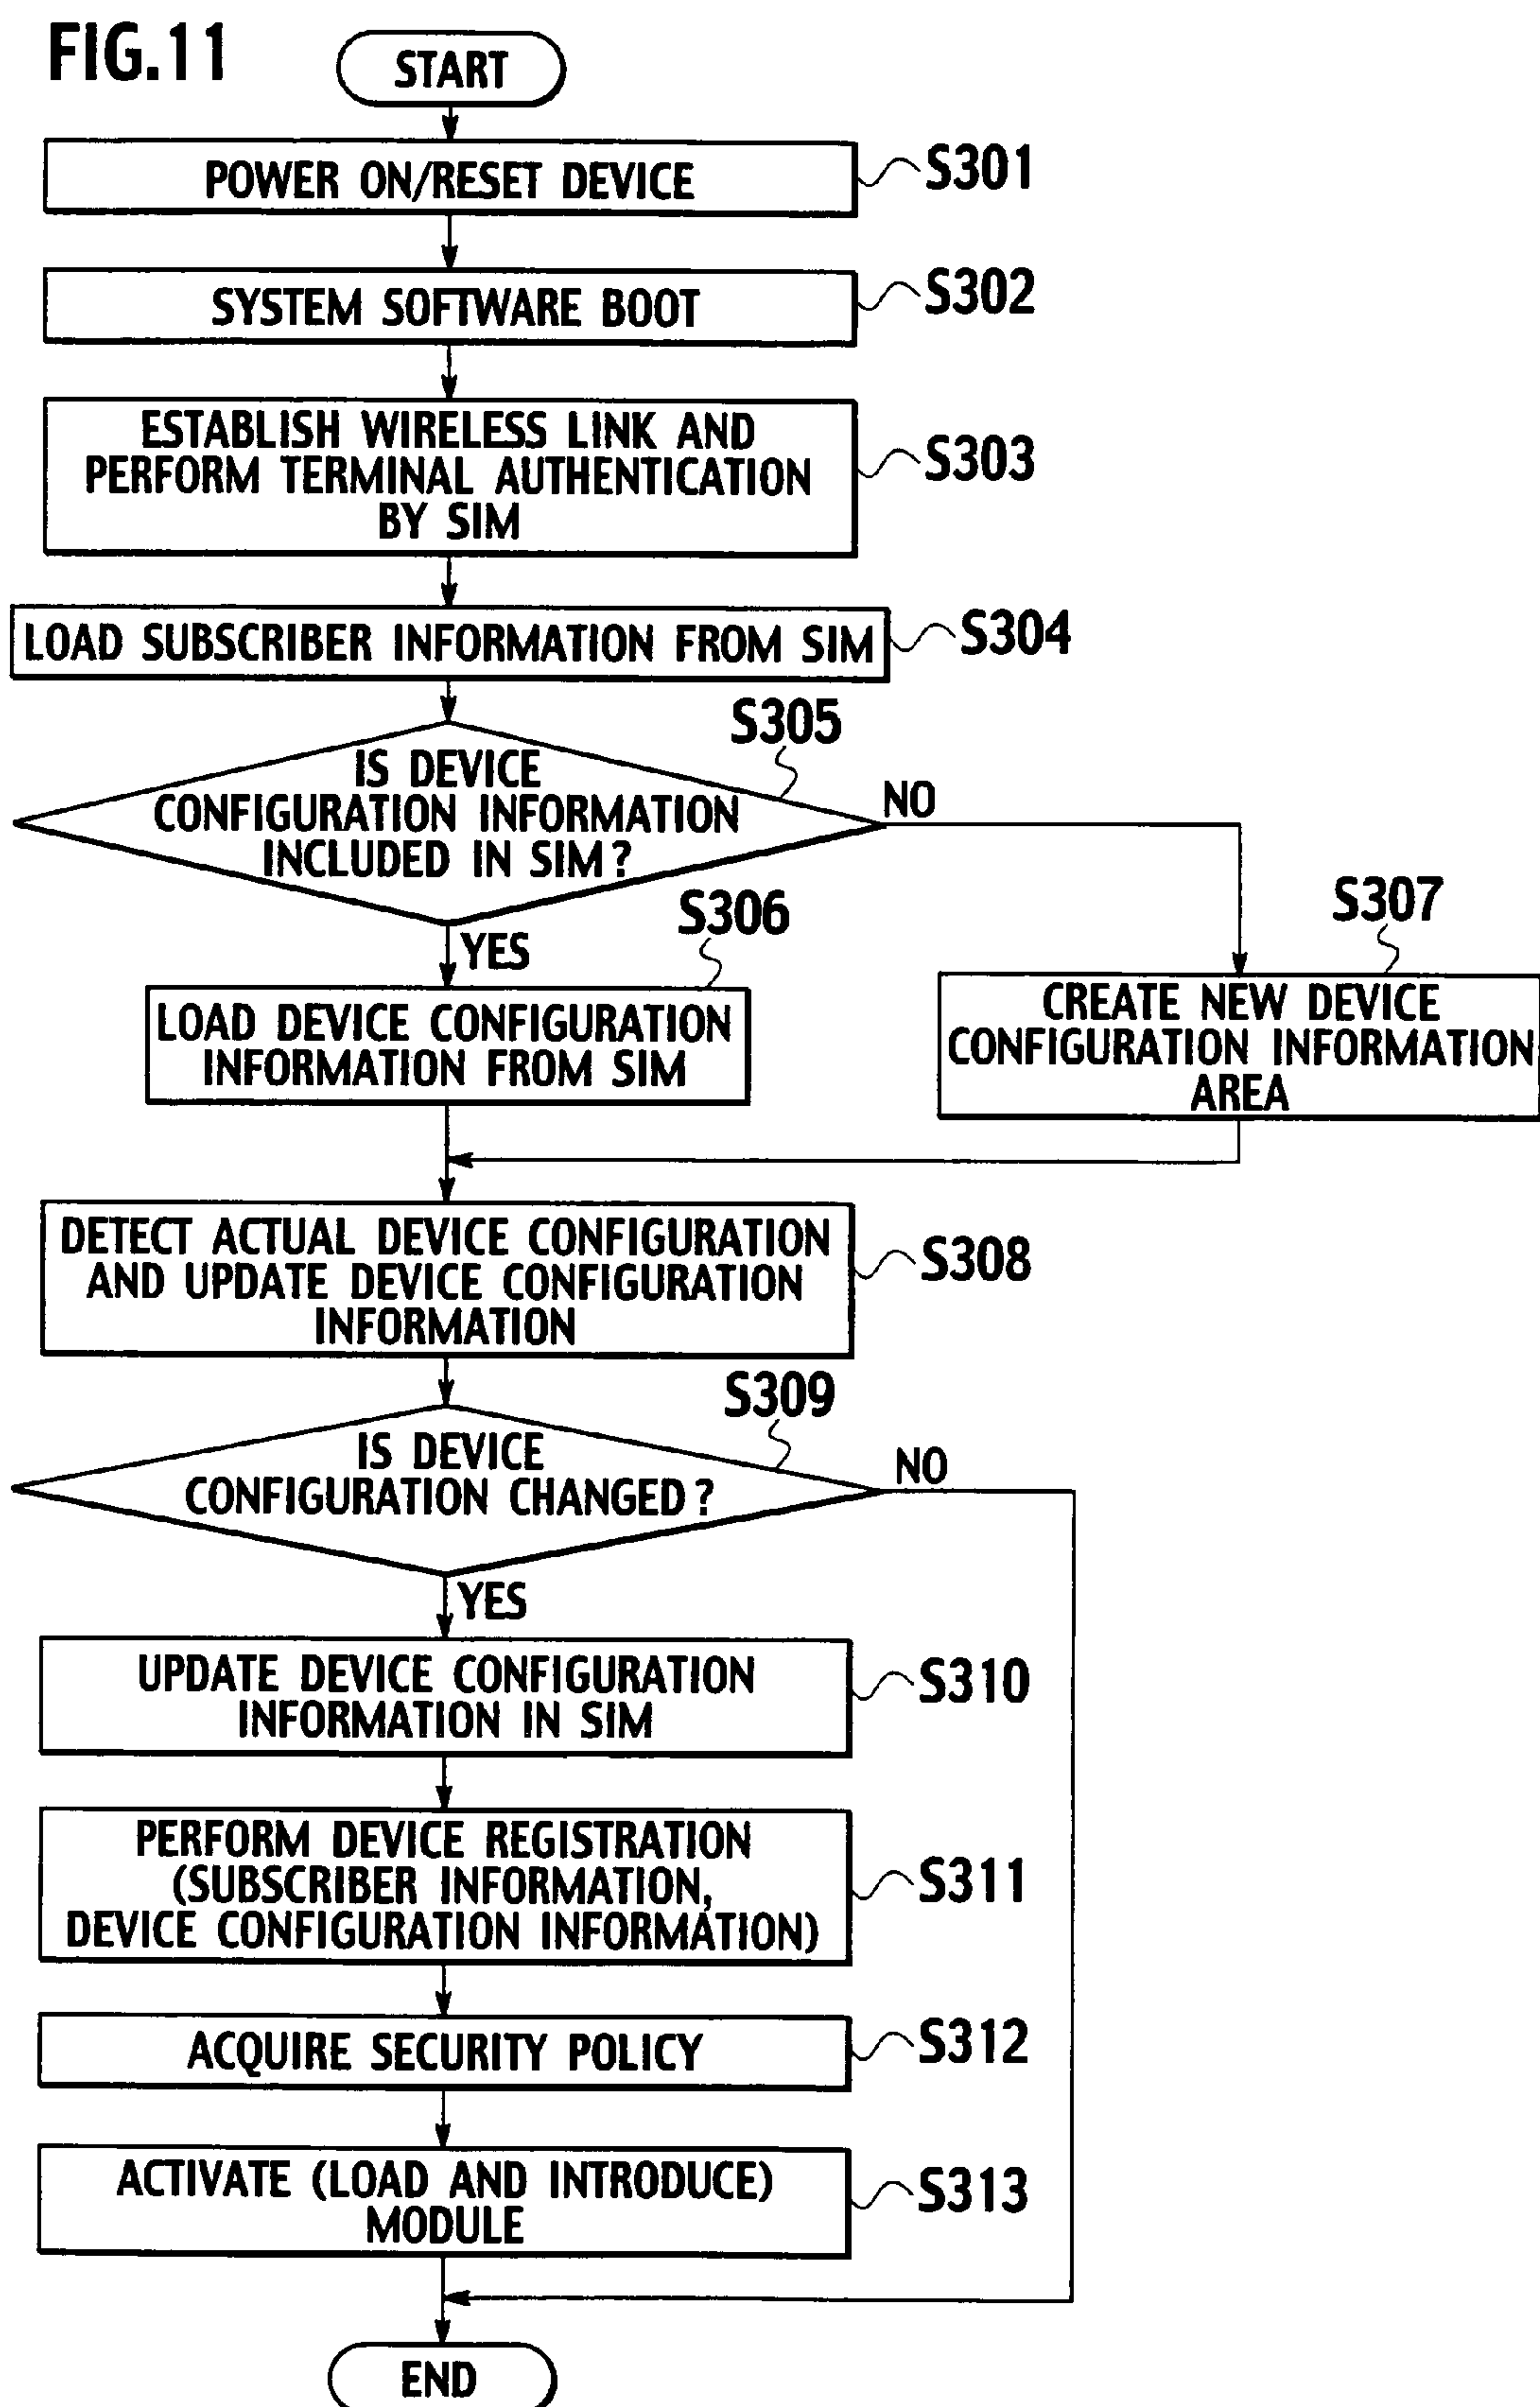 FIG.11
START
POWER ON/RESET DEVICE
S301
SYSTEM SOFTWARE BOOT
S302
ESTABLISH WIRELESS LINK AND
PERFORM TERMINAL AUTHENTICATION
BY SIM
S303
LOAD SUBSCRIBER INFORMATION FROM SIM
S304
S305
IS DEVICE
CONFIGURATION INFORMATION
INCLUDED IN SIM?
NO
YES
S306
LOAD DEVICE CONFIGURATION
INFORMATION FROM SIM
S307
CREATE NEW DEVICE
CONFIGURATION INFORMATION
AREA
DETECT ACTUAL DEVICE CONFIGURATION
AND UPDATE DEVICE CONFIGURATION
INFORMATION
S308
S309
IS DEVICE
CONFIGURATION CHANGED?
NO
YES
UPDATE DEVICE CONFIGURATION
INFORMATION IN SIM
S310
PERFORM DEVICE REGISTRATION
(SUBSCRIBER INFORMATION,
DEVICE CONFIGURATION INFORMATION)
S311
ACQUIRE SECURITY POLICY
S312
ACTIVATE (LOAD AND INTRODUCE)
MODULE
S313
END